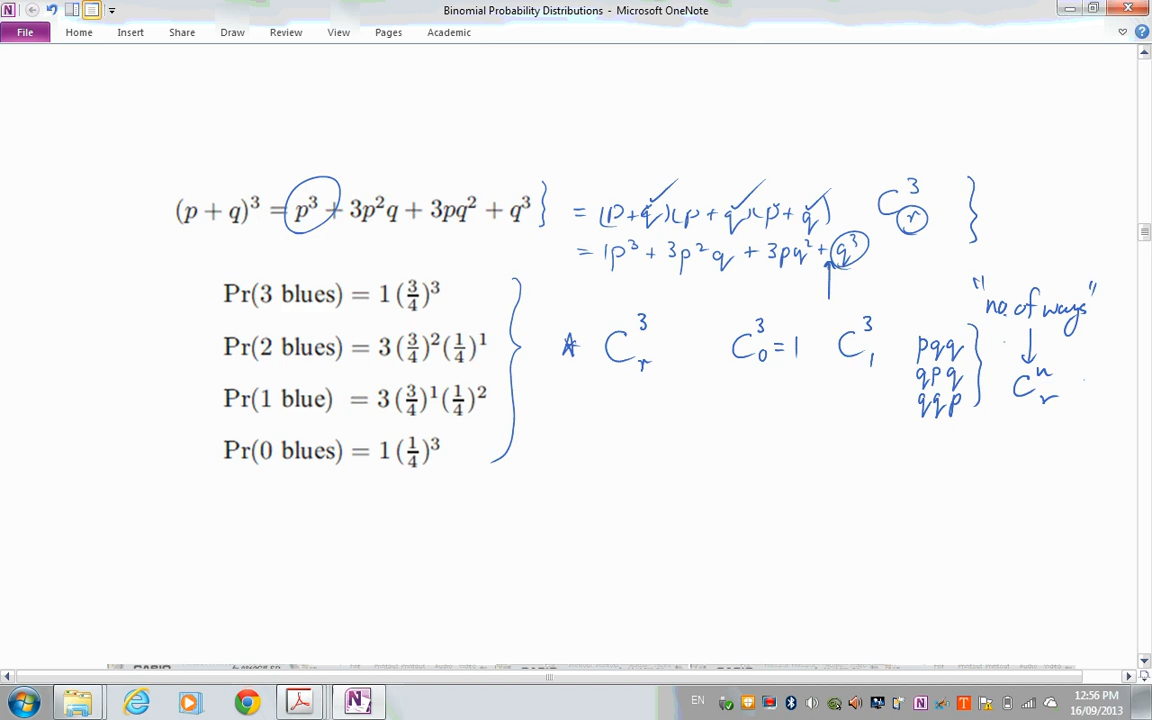 Binomial Probability Distributions - Microsoft OneNote
File Home Insert Share Draw Review Pages View Academic
(p + q)³ = p³ + 3p²q + 3pq² + q³ } = (p+q)(p+q)(p+q) C³ᵣ }
= 1p³ + 3p²q + 3pq² + q³
Pr(3 blues) = 1(3/4)³
Pr(2 blues) = 3(3/4)²(1/4)¹
Pr(1 blue) = 3(3/4)¹(1/4)²
Pr(0 blues) = 1(1/4)³
* C³ᵣ C³₀ = 1 C³₁
pqq
qpq
qqp
"no. of ways"
↓
Cⁿᵣ
EN
12:56 PM
16/09/2013